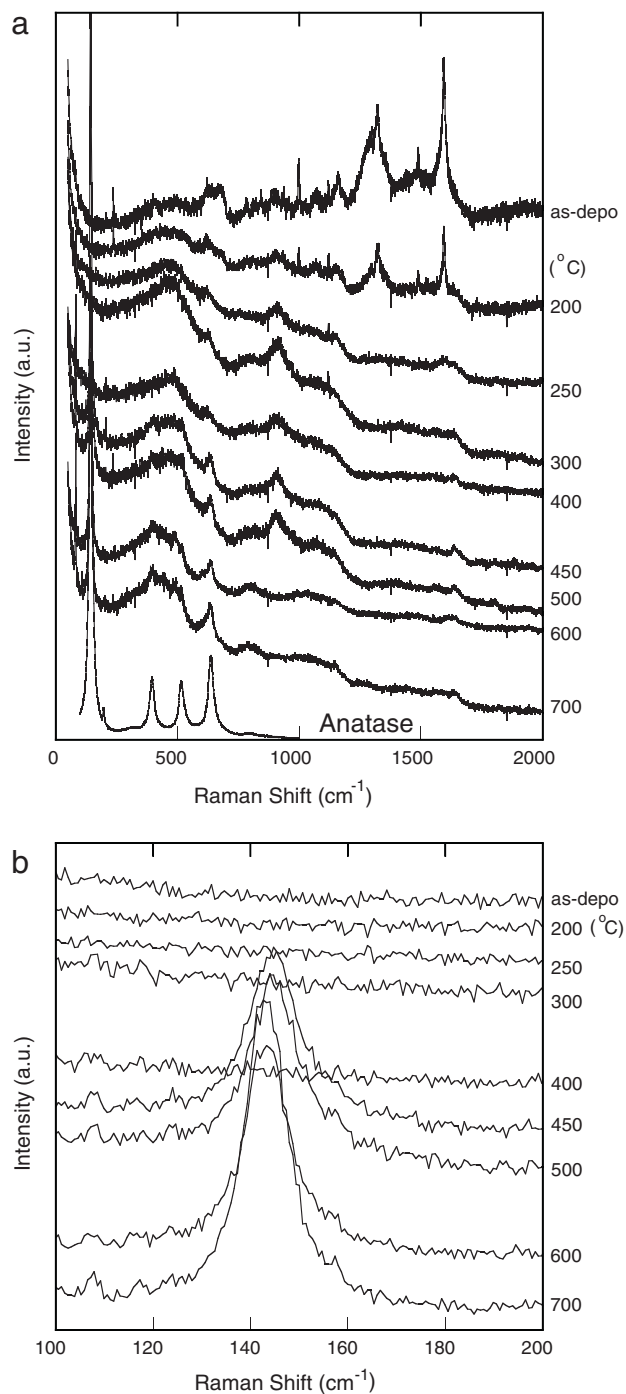 a
as-depo
(°C)
200
250
300
400
450
500
600
700
Anatase
Intensity (a.u.)
0 500 1000 1500 2000
Raman Shift (cm⁻¹)
b
as-depo
200 (°C)
250
300
400
450
500
600
700
Intensity (a.u.)
100 120 140 160 180 200
Raman Shift (cm⁻¹)